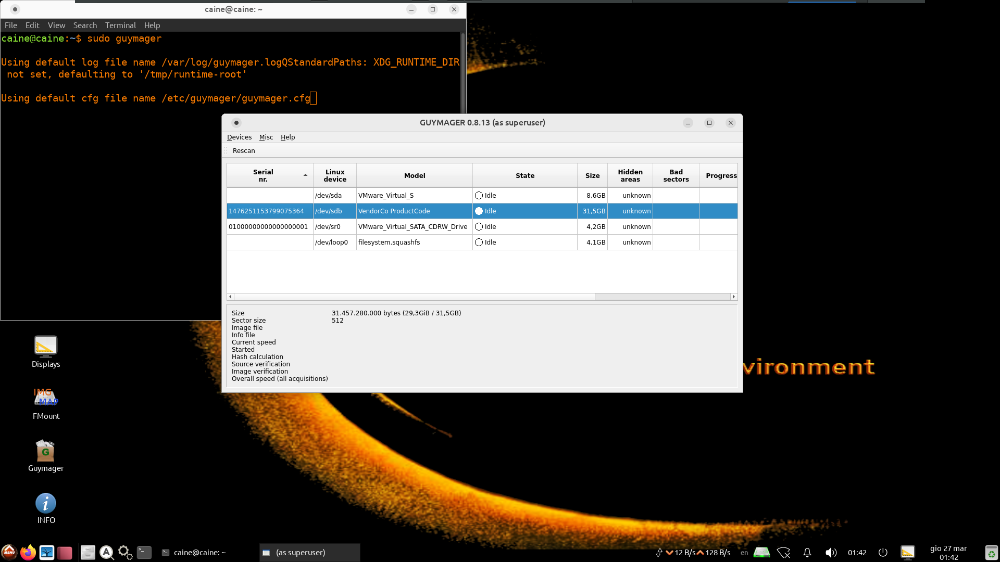 caine@caine: ~
File Edit View Search Terminal Help
caine@caine:~$ sudo guymager
Using default log file name /var/log/guymager.logQStandardPaths: XDG_RUNTIME_DIR
not set, defaulting to '/tmp/runtime-root'
Using default cfg file name /etc/guymager/guymager.cfg
GUYMAGER 0.8.13 (as superuser)
Devices Misc Help
Rescan
Serial nr. Linux device Model State Size Hidden areas Bad sectors Progress
/dev/sda VMware_Virtual_S Idle 8,6GB unknown
1476251153799075364 /dev/sdb VendorCo ProductCode Idle 31,5GB unknown
01000000000000000001 /dev/sr0 VMware_Virtual_SATA_CDRW_Drive Idle 4,2GB unknown
/dev/loop0 filesystem.squashfs Idle 4,1GB unknown
Size 31.457.280.000 bytes (29,3GiB / 31,5GB)
Sector size 512
Image file
Info file
Current speed
Started
Hash calculation
Source verification
Image verification
Overall speed (all acquisitions)
vironment
Displays
IMG
MAP
FMount
G
Guymager
i
INFO
MENU
caine@caine: ~
(as superuser)
12 B/s 128 B/s
en
01:42
gio 27 mar
01:42